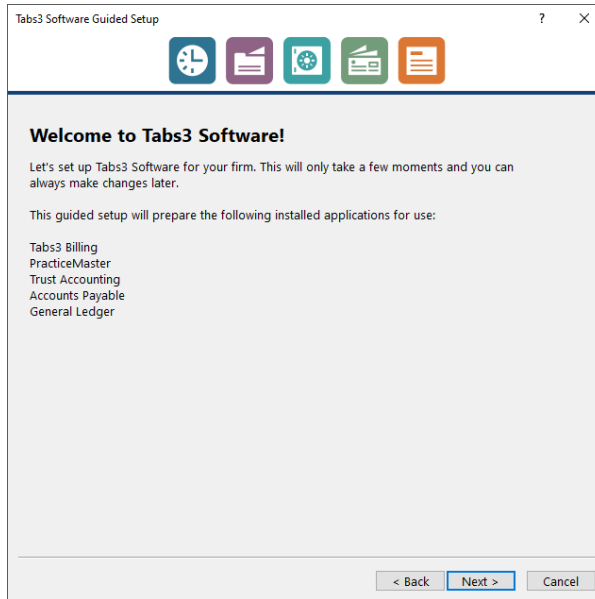 Tabs3 Software Guided Setup
?
Welcome to Tabs3 Software!
Let's set up Tabs3 Software for your firm. This will only take a few moments and you can
always make changes later.
This guided setup will prepare the following installed applications for use:
Tabs3 Billing
PracticeMaster
Trust Accounting
Accounts Payable
General Ledger
< Back Next > Cancel